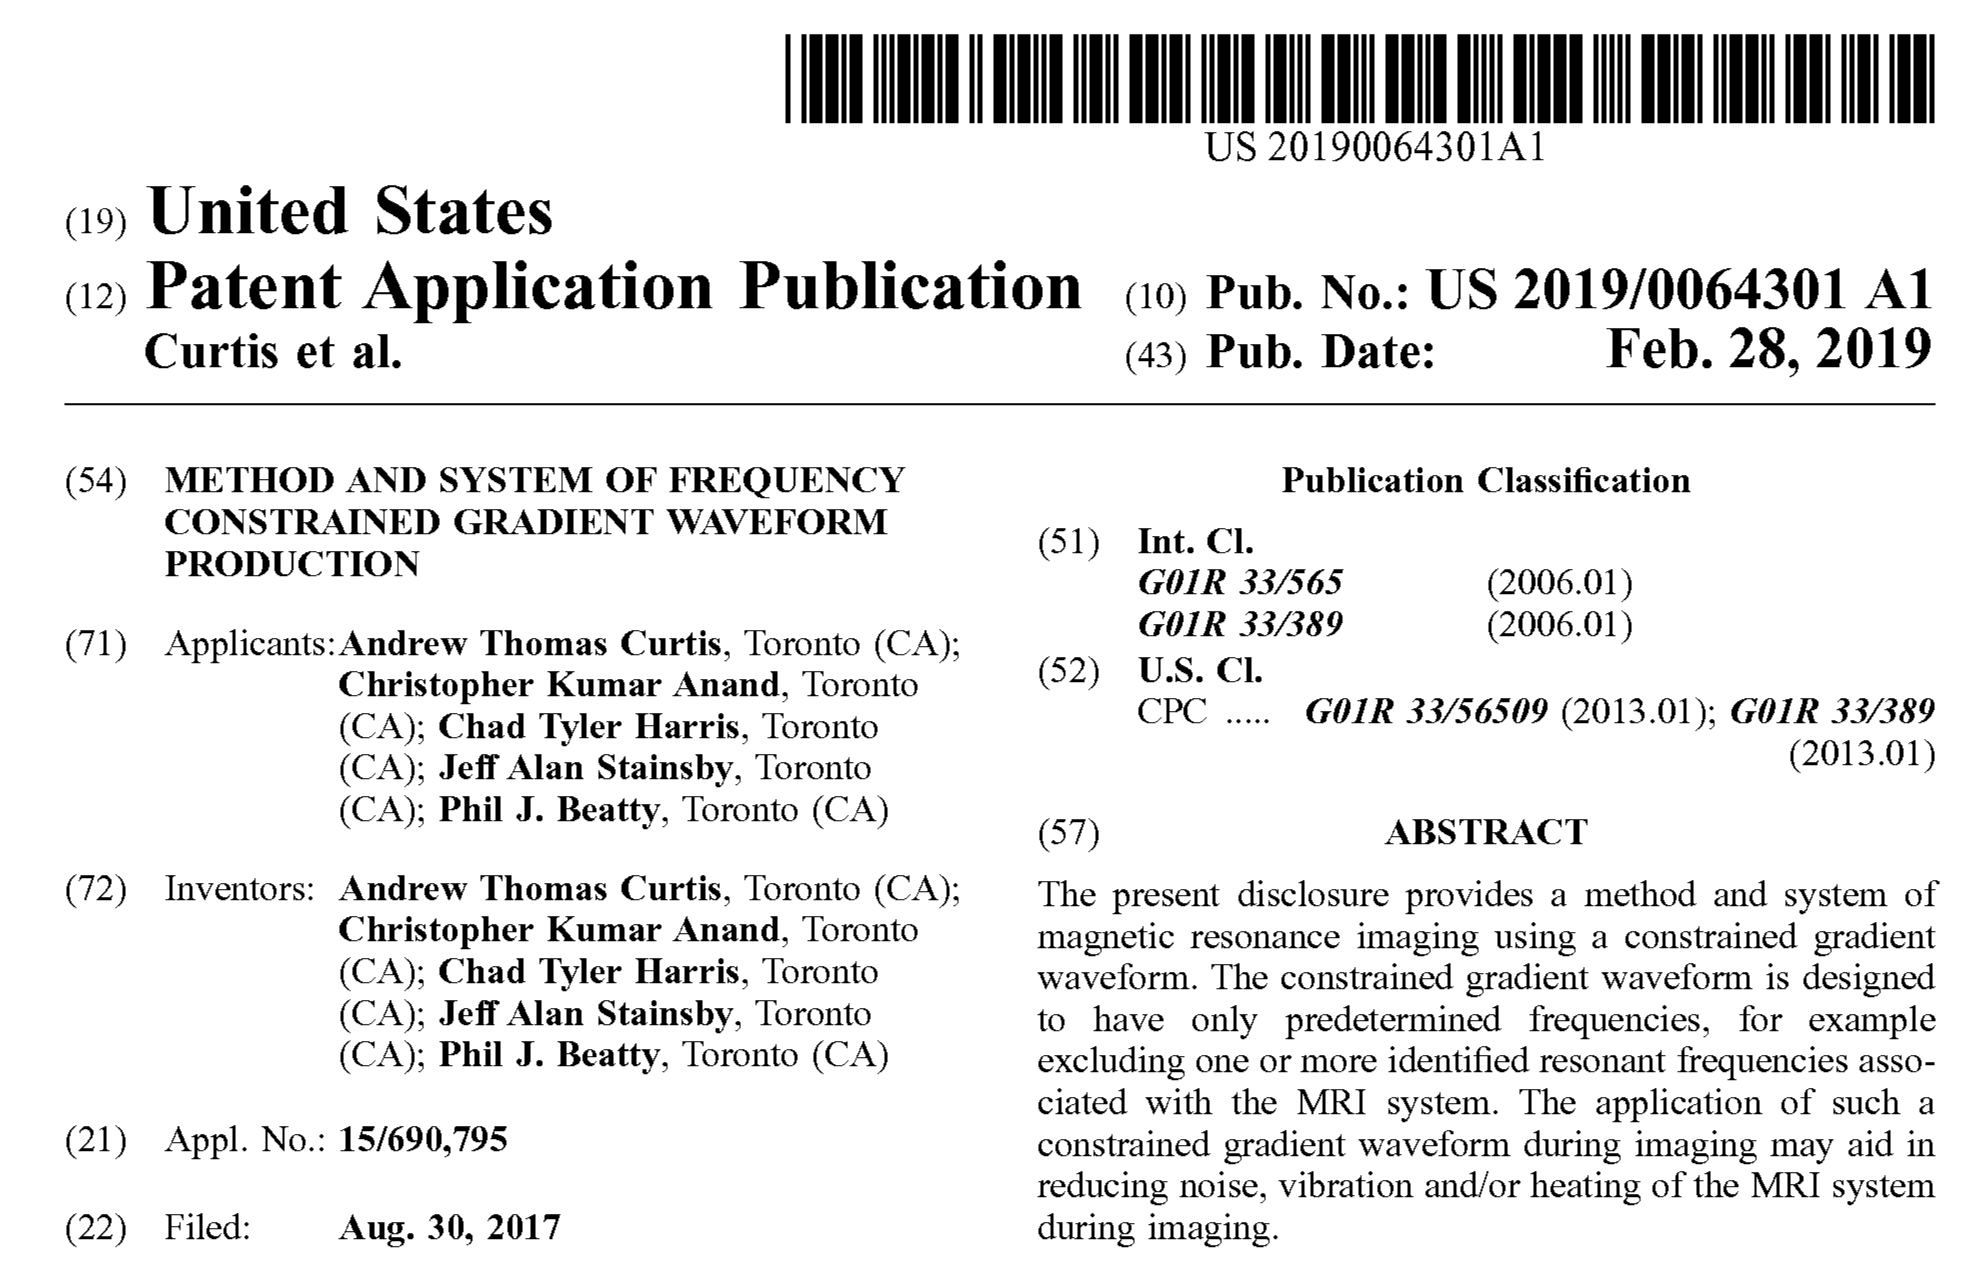 US 20190064301A1
(19) United States
(12) Patent Application Publication
Curtis et al.
(10) Pub. No.: US 2019/0064301 A1
(43) Pub. Date: Feb. 28, 2019
(54) METHOD AND SYSTEM OF FREQUENCY
CONSTRAINED GRADIENT WAVEFORM
PRODUCTION
(71) Applicants: Andrew Thomas Curtis, Toronto (CA);
Christopher Kumar Anand, Toronto
(CA); Chad Tyler Harris, Toronto
(CA); Jeff Alan Stainsby, Toronto
(CA); Phil J. Beatty, Toronto (CA)
(72) Inventors: Andrew Thomas Curtis, Toronto (CA);
Christopher Kumar Anand, Toronto
(CA); Chad Tyler Harris, Toronto
(CA); Jeff Alan Stainsby, Toronto
(CA); Phil J. Beatty, Toronto (CA)
(21) Appl. No.: 15/690,795
(22) Filed: Aug. 30, 2017
Publication Classification
(51) Int. Cl.
G01R 33/565 (2006.01)
G01R 33/389 (2006.01)
(52) U.S. Cl.
CPC ..... G01R 33/56509 (2013.01); G01R 33/389
(2013.01)
(57) ABSTRACT
The present disclosure provides a method and system of
magnetic resonance imaging using a constrained gradient
waveform. The constrained gradient waveform is designed
to have only predetermined frequencies, for example
excluding one or more identified resonant frequencies asso-
ciated with the MRI system. The application of such a
constrained gradient waveform during imaging may aid in
reducing noise, vibration and/or heating of the MRI system
during imaging.